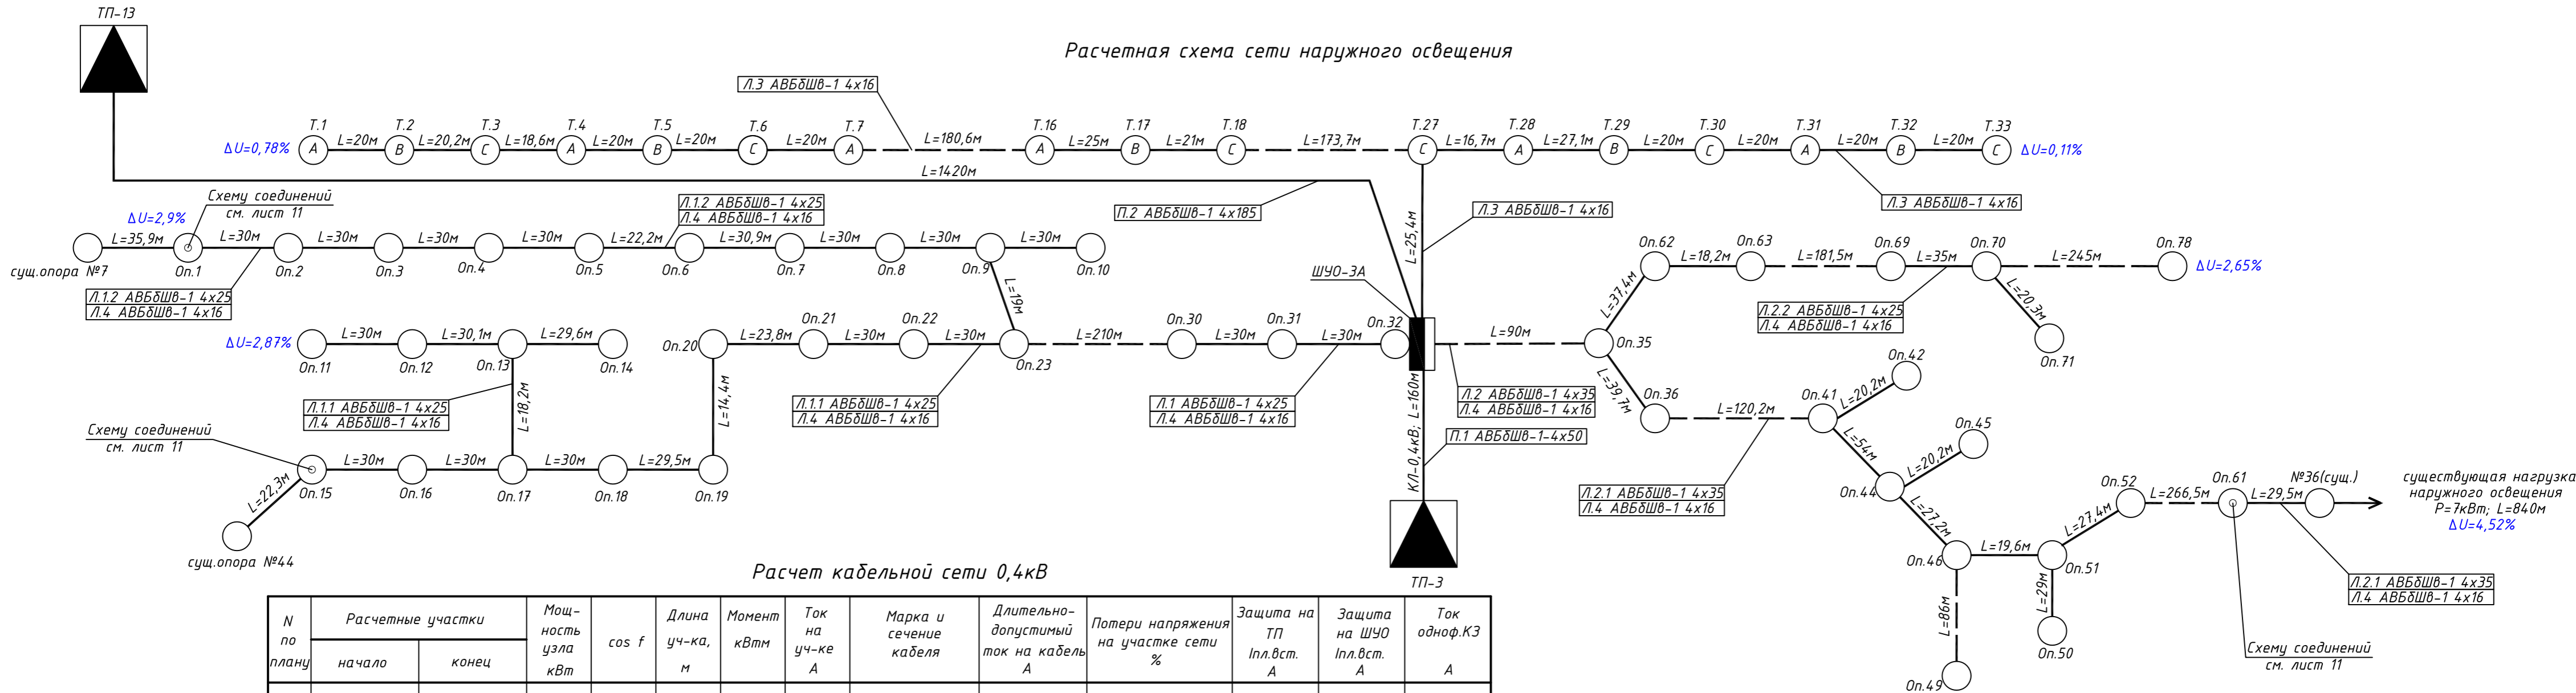 ТП-13
Расчетная схема сети наружного освещения
Л.3 АВБбШв-1 4х16
Т.1 Т.2 Т.3 Т.4 Т.5 Т.6 Т.7 Т.16 Т.17 Т.18 Т.27 Т.28 Т.29 Т.30 Т.31 Т.32 Т.33
ΔU=0,78% A L=20м B L=20,2м C L=18,6м A L=20м B L=20м C L=20м A L=180,6м A L=25м B L=21м C L=173,7м C L=16,7м A L=27,1м B L=20м C L=20м A L=20м B L=20м C ΔU=0,11%
L=1420м
Л.3 АВБбШв-1 4х16
П.2 АВБбШв-1 4х185
Л.3 АВБбШв-1 4х16
L=25,4м
Схему соединений
см. лист 11
ΔU=2,9%
Л.1.2 АВБбШв-1 4х25
Л.4 АВБбШв-1 4х16
L=35,9м L=30м L=30м L=30м L=30м L=22,2м L=30,9м L=30м L=30м L=30м
сущ.опора №7 Оп.1 Оп.2 Оп.3 Оп.4 Оп.5 Оп.6 Оп.7 Оп.8 Оп.9 Оп.10
Л.1.2 АВБбШв-1 4х25
Л.4 АВБбШв-1 4х16
L=19м
ШУО-3А
Оп.62 Оп.63 Оп.69 Оп.70 Оп.78
L=37,4м L=18,2м L=181,5м L=35м L=245м ΔU=2,65%
Л.2.2 АВБбШв-1 4х25
Л.4 АВБбШв-1 4х16
L=20,3м
Оп.71
ΔU=2,87% L=30м L=30,1м L=29,6м
Оп.11 Оп.12 Оп.13 Оп.14
Оп.20 L=23,8м Оп.21 L=30м Оп.22 L=30м Оп.23 L=210м Оп.30 L=30м Оп.31 L=30м Оп.32
L=90м Оп.35
Л.1.1 АВБбШв-1 4х25
Л.4 АВБбШв-1 4х16
L=18,2м
L=14,4м
Л.1.1 АВБбШв-1 4х25
Л.4 АВБбШв-1 4х16
Л.1 АВБбШв-1 4х25
Л.4 АВБбШв-1 4х16
Л.2 АВБбШв-1 4х35
Л.4 АВБбШв-1 4х16
П.1 АВБбШв-1-4х50
КЛ-0,4кВ; L=160м
ТП-3
L=39,7м
Оп.36 L=120,2м Оп.41 L=20,2м Оп.42
Л.2.1 АВБбШв-1 4х35
Л.4 АВБбШв-1 4х16
L=54м
Оп.44 L=20,2м Оп.45
L=27,2м
Оп.46 L=19,6м Оп.51
L=27,4м
Оп.52 L=266,5м Оп.61 L=29,5м №36(сущ.)
существующая нагрузка
наружного освещения
Р=7кВт; L=840м
ΔU=4,52%
L=86м
Оп.49
L=29м
Оп.50
Л.2.1 АВБбШв-1 4х35
Л.4 АВБбШв-1 4х16
Схему соединений
см. лист 11
Схему соединений
см. лист 11
L=22,3м L=30м L=30м L=30м L=29,5м
Оп.15 Оп.16 Оп.17 Оп.18 Оп.19
сущ.опора №44
Расчет кабельной сети 0,4кВ
N
по
плану
Расчетные участки
начало
конец
Мощ-
ность
узла
кВт
cos f
Длина
уч-ка,
м
Момент
кВтм
Ток
на
уч-ке
А
Марка и
сечение
кабеля
Длительно-
допустимый
ток на кабель
А
Потери напряжения
на участке сети
%
Защита на
ТП
Iпл.вст.
А
Защита
на ШУО
Iпл.вст.
А
Ток
одноф.КЗ
А